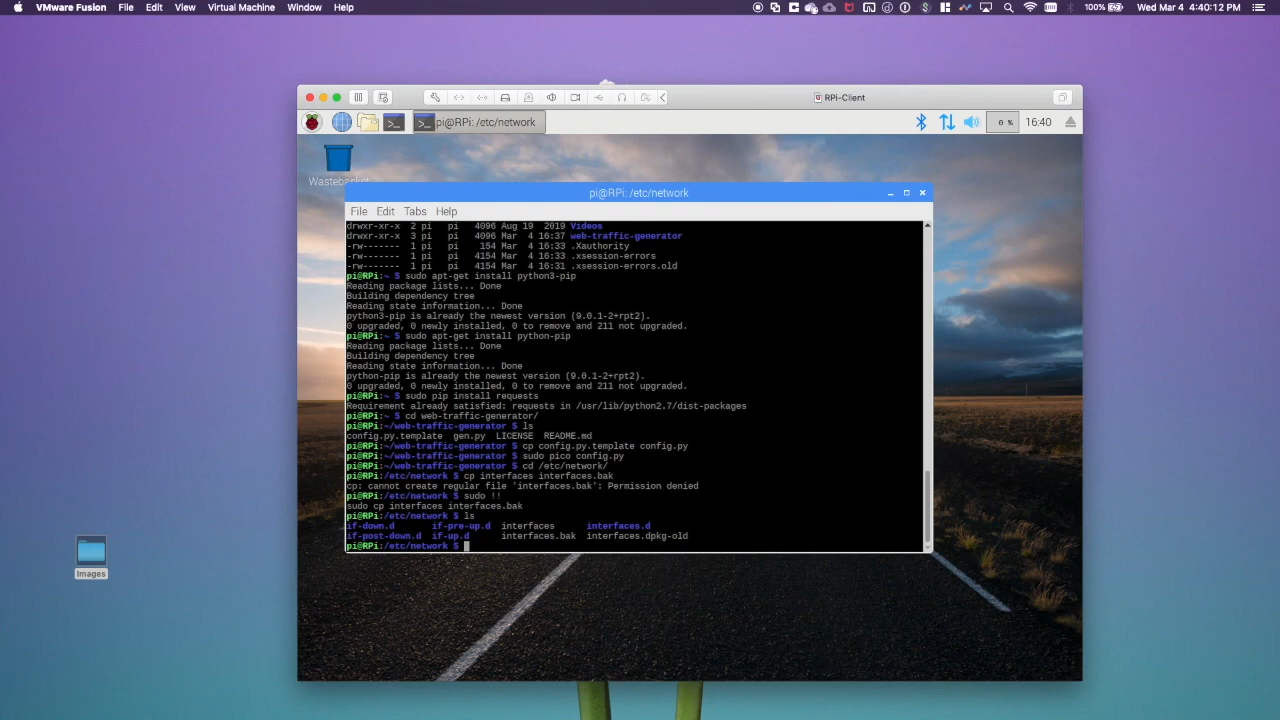 VMware Fusion File Edit View Virtual Machine Window Help 100% Wed Mar 4 4:40:12 PM
RPi-Client
pi@RPi: /etc/network 0 % 16:40
Wastebasket
pi@RPi: /etc/network
File Edit Tabs Help
drwxr-xr-x 2 pi pi 4096 Aug 19 2019 Videos
drwxr-xr-x 3 pi pi 4096 Mar 4 16:37 web-traffic-generator
-rw------- 1 pi pi 154 Mar 4 16:33 .Xauthority
-rw------- 1 pi pi 4154 Mar 4 16:33 .xsession-errors
-rw------- 1 pi pi 4154 Mar 4 16:31 .xsession-errors.old
pi@RPi:~ $ sudo apt-get install python3-pip
Reading package lists... Done
Building dependency tree
Reading state information... Done
python3-pip is already the newest version (9.0.1-2+rpt2).
0 upgraded, 0 newly installed, 0 to remove and 211 not upgraded.
pi@RPi:~ $ sudo apt-get install python-pip
Reading package lists... Done
Building dependency tree
Reading state information... Done
python-pip is already the newest version (9.0.1-2+rpt2).
0 upgraded, 0 newly installed, 0 to remove and 211 not upgraded.
pi@RPi:~ $ sudo pip install requests
Requirement already satisfied: requests in /usr/lib/python2.7/dist-packages
pi@RPi:~ $ cd web-traffic-generator/
pi@RPi:~/web-traffic-generator $ ls
config.py.template gen.py LICENSE README.md
pi@RPi:~/web-traffic-generator $ cp config.py.template config.py
pi@RPi:~/web-traffic-generator $ sudo pico config.py
pi@RPi:~/web-traffic-generator $ cd /etc/network/
pi@RPi:/etc/network $ cp interfaces interfaces.bak
cp: cannot create regular file 'interfaces.bak': Permission denied
pi@RPi:/etc/network $ sudo !!
sudo cp interfaces interfaces.bak
pi@RPi:/etc/network $ ls
if-down.d if-pre-up.d interfaces interfaces.d
if-post-down.d if-up.d interfaces.bak interfaces.dpkg-old
pi@RPi:/etc/network $
Images